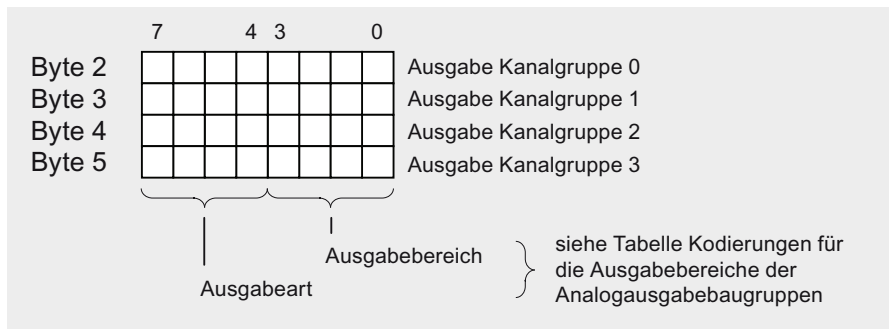 7 4 3 0
Byte 2 Ausgabe Kanalgruppe 0
Byte 3 Ausgabe Kanalgruppe 1
Byte 4 Ausgabe Kanalgruppe 2
Byte 5 Ausgabe Kanalgruppe 3
Ausgabebereich
Ausgabeart
siehe Tabelle Kodierungen für
die Ausgabebereiche der
Analogausgabebaugruppen